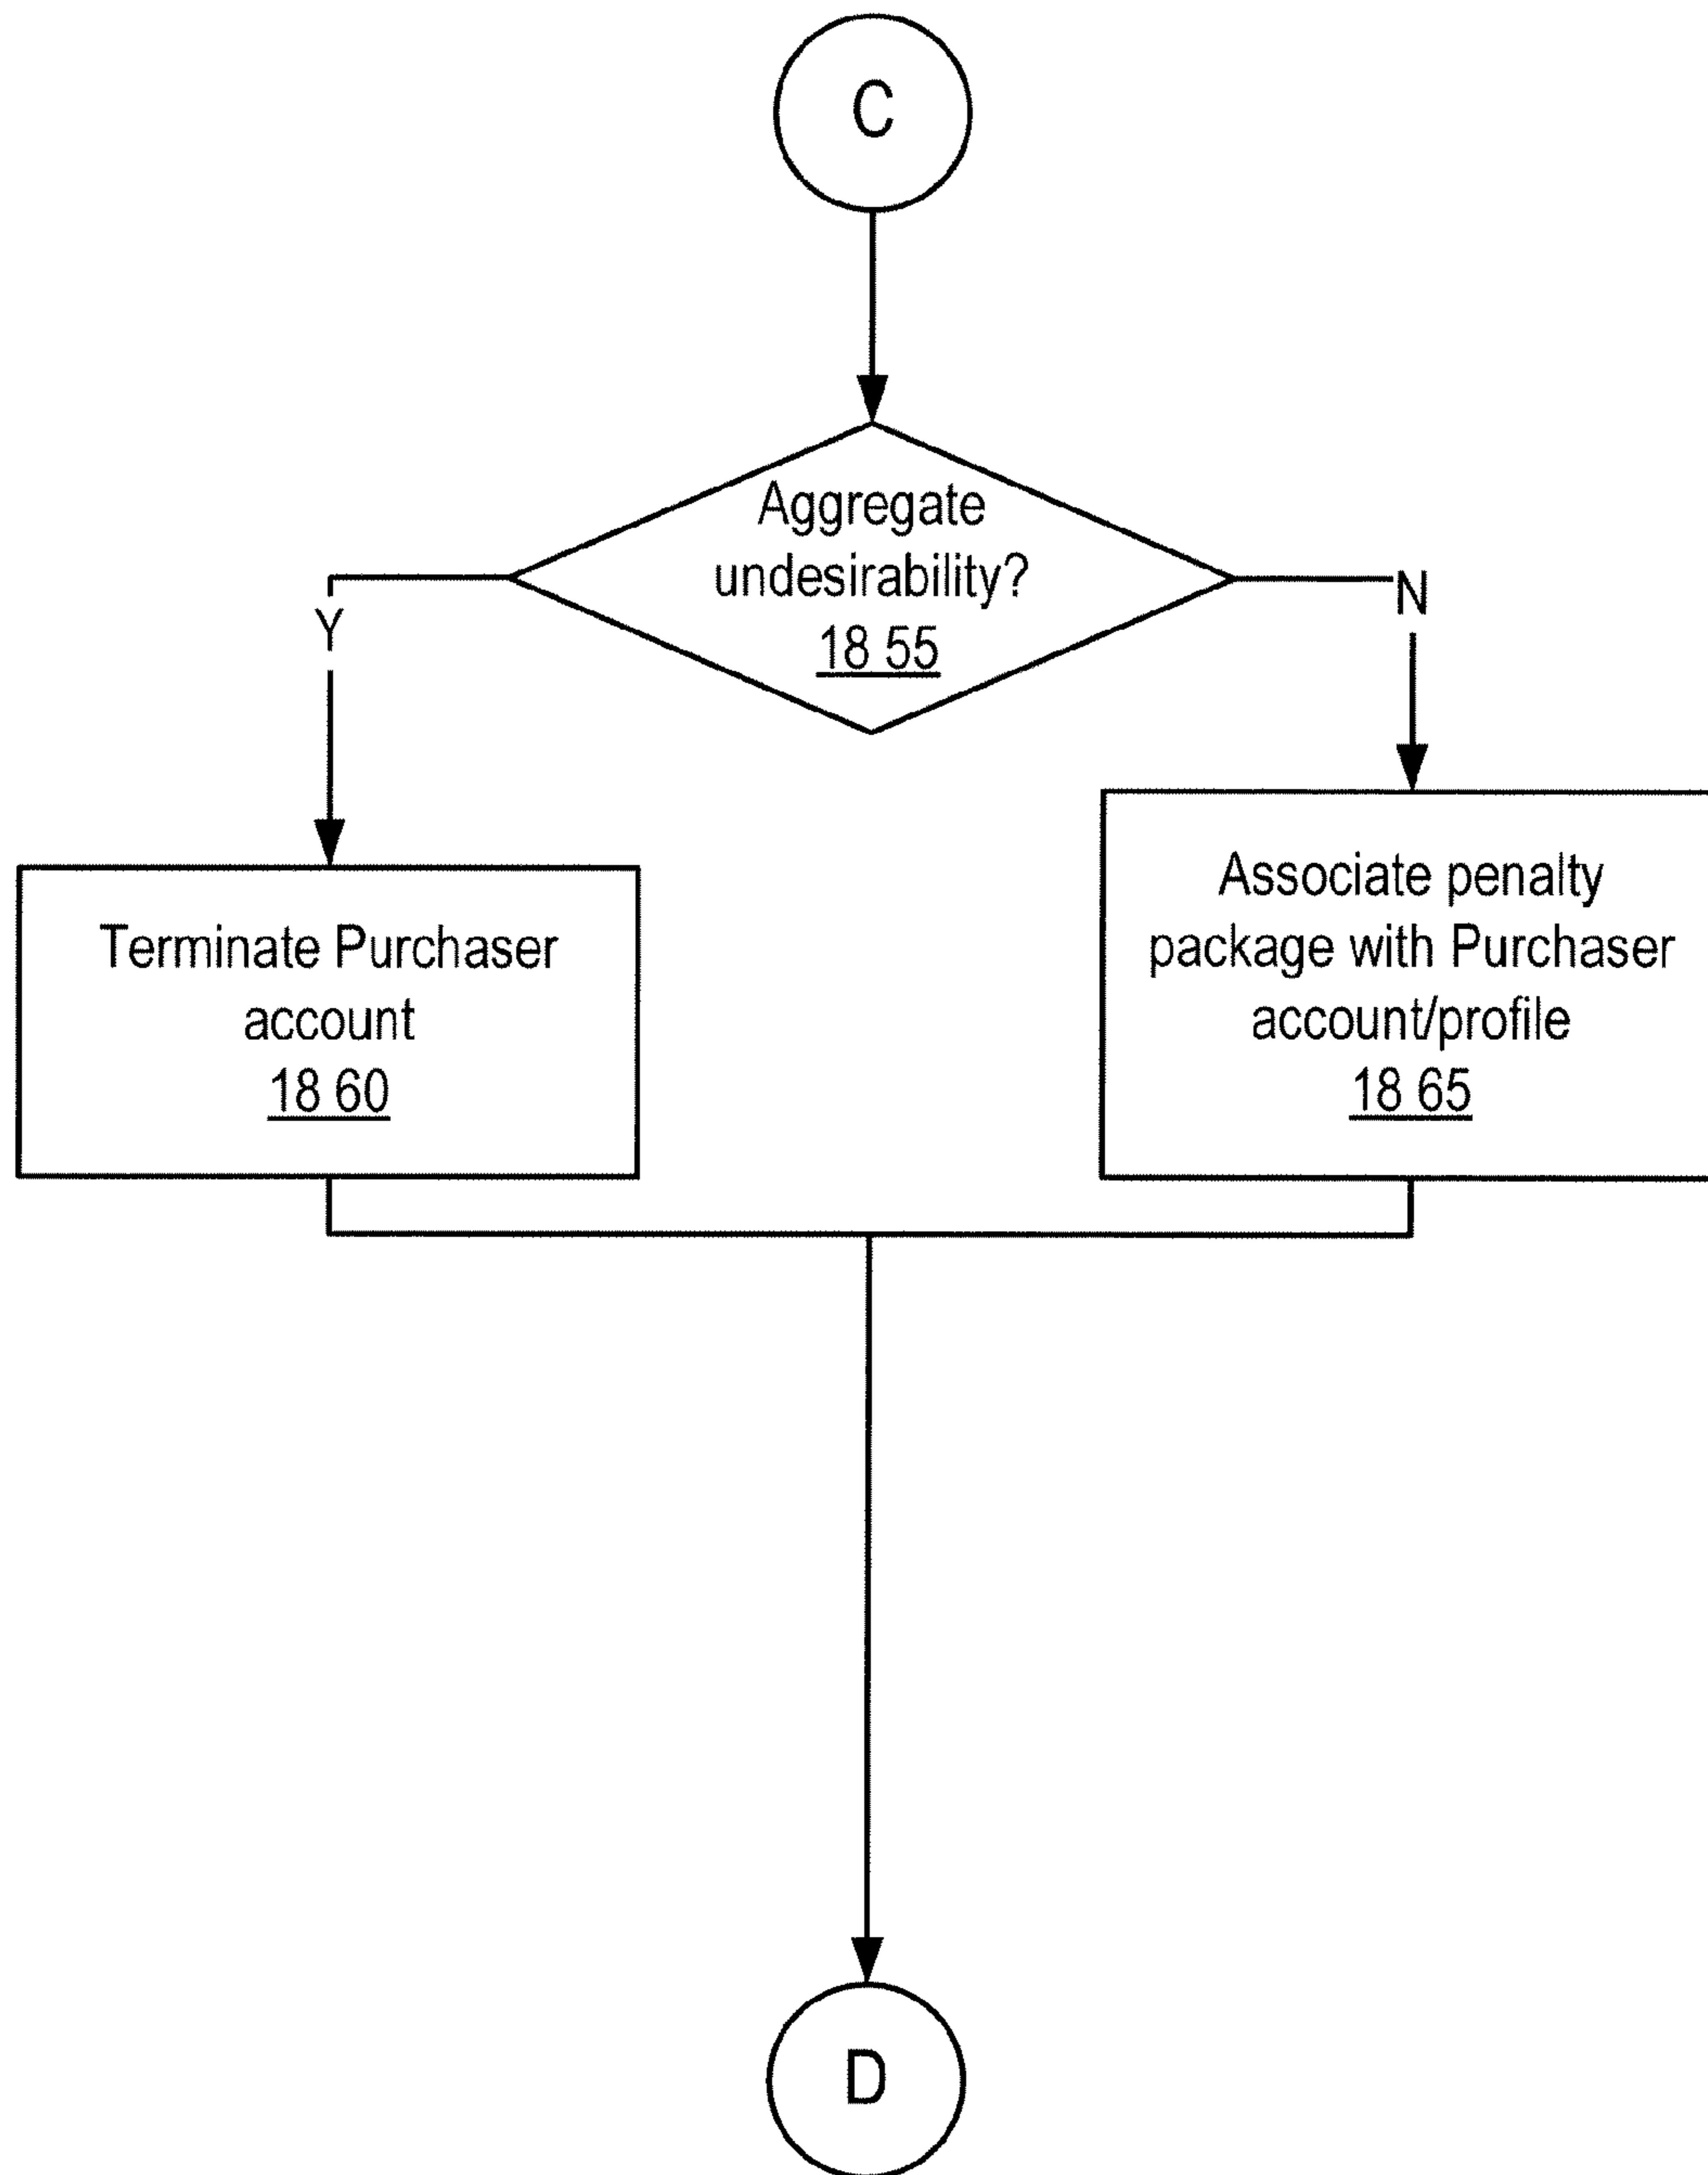 C
Aggregate
undesirability?
18 55
Y
N
Terminate Purchaser
account
18 60
Associate penalty
package with Purchaser
account/profile
18 65
D